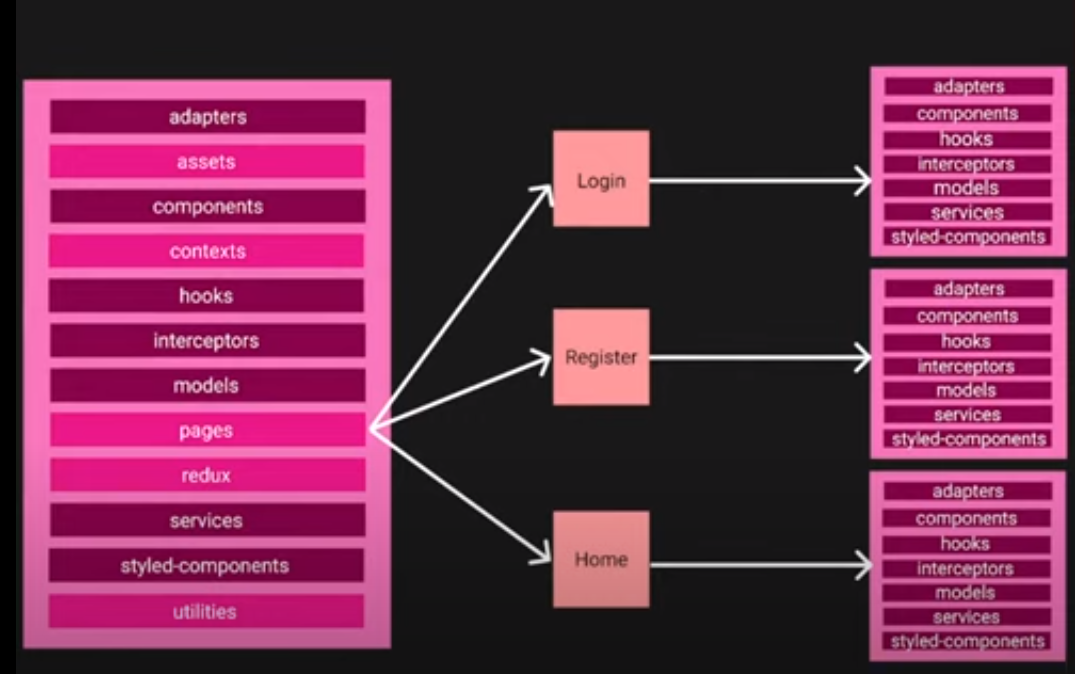 adapters
assets
components
contexts
hooks
interceptors
models
pages
redux
services
styled-components
utilities
Login
Register
Home
adapters
components
hooks
interceptors
models
services
styled-components
adapters
components
hooks
interceptors
models
services
styled-components
adapters
components
hooks
interceptors
models
services
styled-components